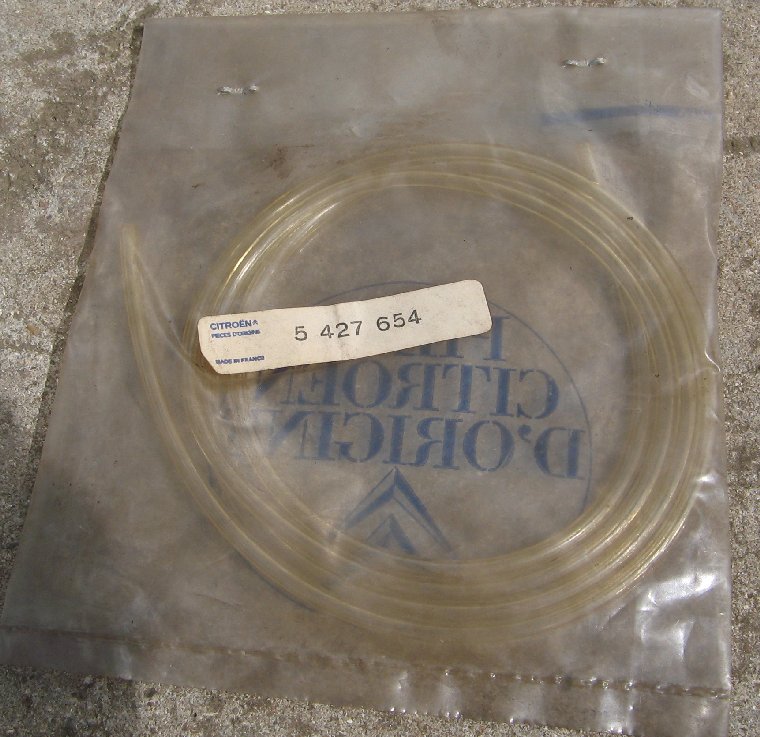 CITROËN
PIECES D'ORIGINE
5 427 654
MADE IN FRANCE
CITROËN
D'ORIGINE